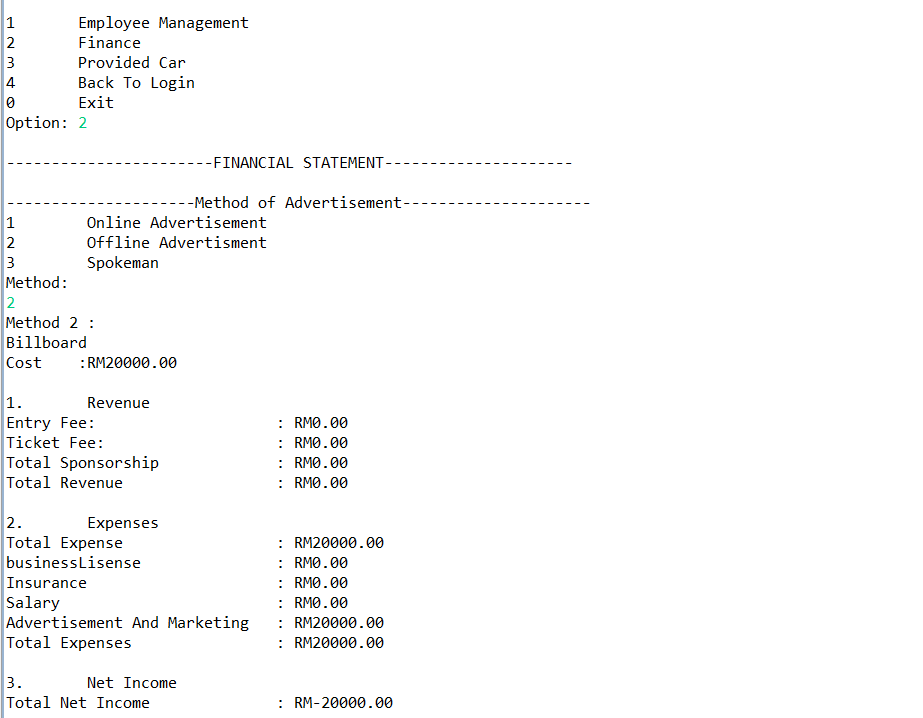 1 Employee Management
2 Finance
3 Provided Car
4 Back To Login
0 Exit
Option: 2
-----------------------FINANCIAL STATEMENT---------------------
---------------------Method of Advertisement---------------------
1 Online Advertisement
2 Offline Advertisment
3 Spokeman
Method:
2
Method 2 :
Billboard
Cost :RM20000.00
1. Revenue
Entry Fee: : RM0.00
Ticket Fee: : RM0.00
Total Sponsorship : RM0.00
Total Revenue : RM0.00
2. Expenses
Total Expense : RM20000.00
businessLisense : RM0.00
Insurance : RM0.00
Salary : RM0.00
Advertisement And Marketing : RM20000.00
Total Expenses : RM20000.00
3. Net Income
Total Net Income : RM-20000.00